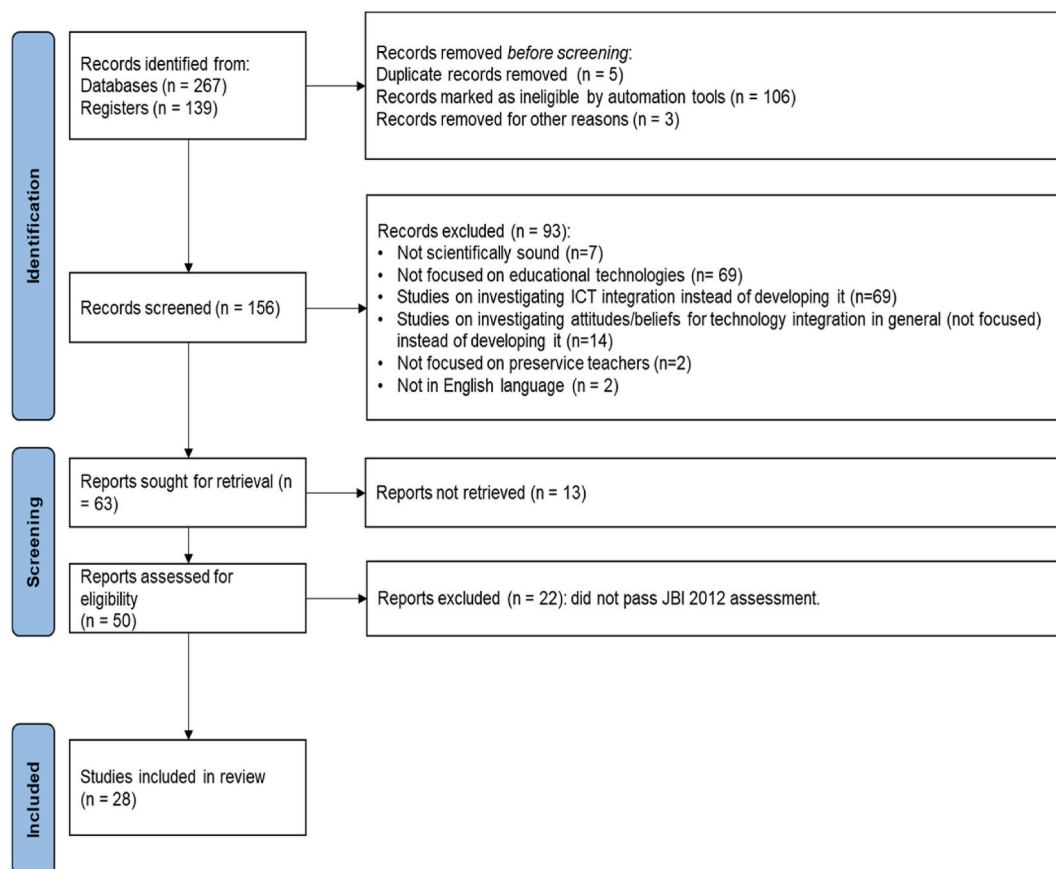 Identification
Records identified from:
Databases (n = 267)
Registers (n = 139)
Records removed before screening:
Duplicate records removed (n = 5)
Records marked as ineligible by automation tools (n = 106)
Records removed for other reasons (n = 3)
Records screened (n = 156)
Records excluded (n = 93):
• Not scientifically sound (n=7)
• Not focused on educational technologies (n= 69)
• Studies on investigating ICT integration instead of developing it (n=69)
• Studies on investigating attitudes/beliefs for technology integration in general (not focused)
instead of developing it (n=14)
• Not focused on preservice teachers (n=2)
• Not in English language (n = 2)
Screening
Reports sought for retrieval (n
= 63)
Reports not retrieved (n = 13)
Reports assessed for
eligibility
(n = 50)
Reports excluded (n = 22): did not pass JBI 2012 assessment.
Included
Studies included in review
(n = 28)